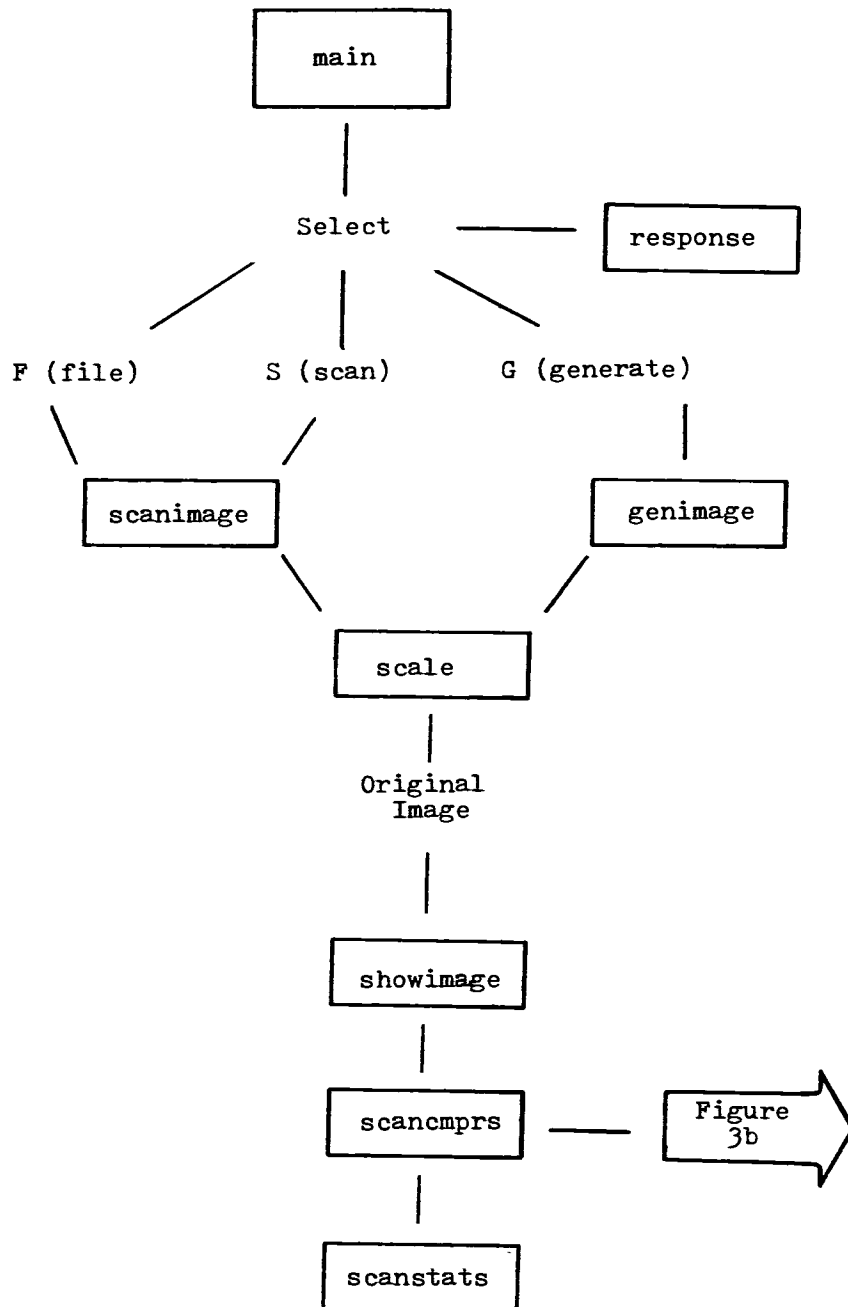 main
Select
response
F (file)
S (scan)
G (generate)
scanimage
genimage
scale
Original
Image
showimage
scancmprs
Figure
3b
scanstats